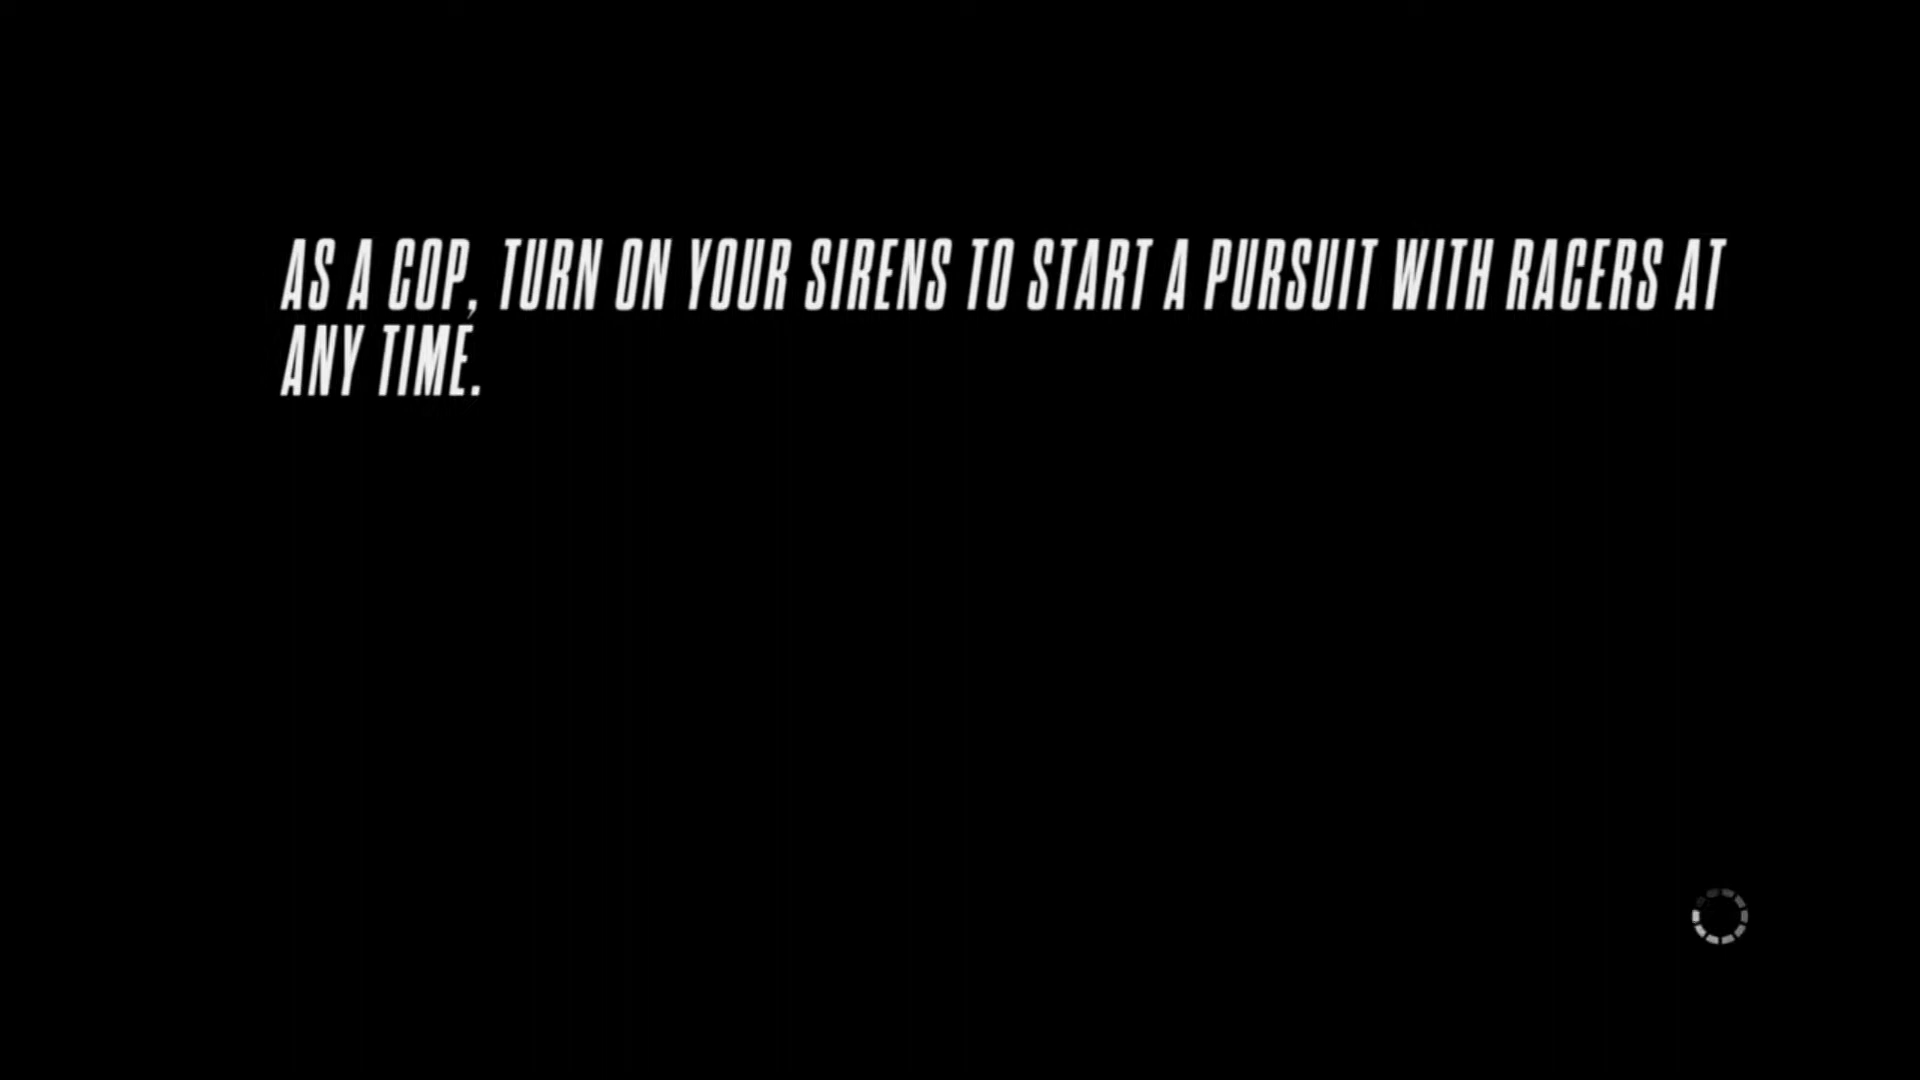 AS A COP, TURN ON YOUR SIRENS TO START A PURSUIT WITH RACERS AT
ANY TIME.